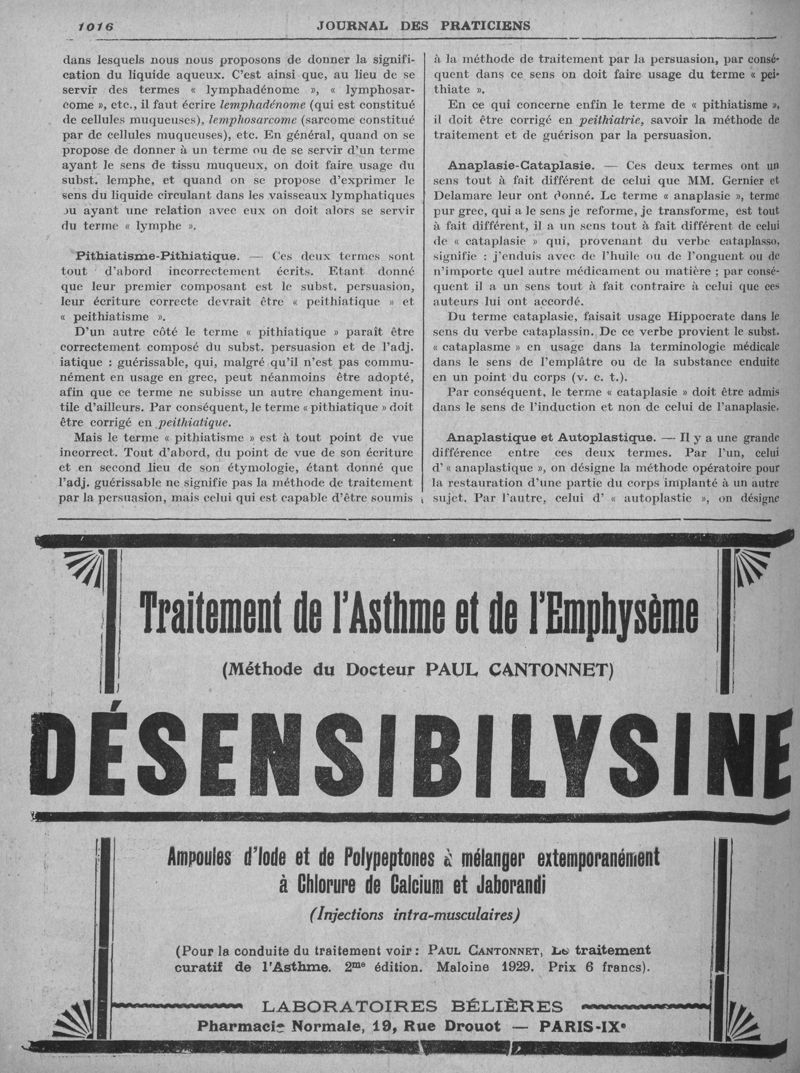 1016
JOURNAL DES PRATICIENS
dans lesquels nous nous proposons de donner la signifi-
cation du liquide aqueux. C'est ainsi que, au lieu de se
servir des termes « lymphadénome », « lymphosar-
come », etc., il faut écrire lemphadénome (qui est constitué
de cellules muqueuses), lemphosarcome (sarcome constitué
par de cellules muqueuses), etc. En général, quand on se
propose de donner à un terme ou de se servir d'un terme
ayant le sens de tissu muqueux, on doit faire usage du
subst. lemphe, et quand on se propose d'exprimer le
sens du liquide circulant dans les vaisseaux lymphatiques
ou ayant une relation avec eux on doit alors se servir
du terme « lymphe ».
Pithiatisme-Pithiatique. — Ces deux termes sont
tout d'abord incorrectement écrits. Etant donné
que leur premier composant est le subst. persuasion,
leur écriture correcte devrait être « peithiatique » et
« peithiatisme ».
D'un autre côté le terme « pithiatique » paraît être
correctement composé du subst. persuasion et de l'adj.
iatique : guérissable, qui, malgré qu'il n'est pas commu-
nément en usage en grec, peut néanmoins être adopté,
afin que ce terme ne subisse un autre changement inu-
tile d'ailleurs. Par conséquent, le terme « pithiatique » doit
être corrigé en peithiatique.
Mais le terme « pithiatisme » est à tout point de vue
incorrect. Tout d'abord, du point de vue de son écriture
et en second lieu de son étymologie, étant donné que
l'adj. guérissable ne signifie pas la méthode de traitement
par la persuasion, mais celui qui est capable d'être soumis
à la méthode de traitement par la persuasion, par consé-
quent dans ce sens on doit faire usage du terme « pei-
thiate ».
En ce qui concerne enfin le terme de « pithiatisme »,
il doit être corrigé en peithiatrie, savoir la méthode de
traitement et de guérison par la persuasion.
Anaplasie-Cataplasie. — Ces deux termes ont un
sens tout à fait différent de celui que MM. Gernier et
Delamare leur ont donné. Le terme « anaplasie », terme
pur grec, qui a le sens je reforme, je transforme, est tout
à fait différent, il a un sens tout à fait différent de celui
de « cataplasie » qui, provenant du verbe cataplasso,
signifie : j'enduis avec de l'huile ou de l'onguent ou de
n'importe quel autre médicament ou matière ; par consé-
quent il a un sens tout à fait contraire à celui que ces
auteurs lui ont accordé.
Du terme cataplasie, faisait usage Hippocrate dans le
sens du verbe cataplassin. De ce verbe provient le subst.
« cataplasme » en usage dans la terminologie médicale
dans le sens de l'emplâtre ou de la substance enduite
en un point du corps (v. c. t.).
Par conséquent, le terme « cataplasie » doit être admis
dans le sens de l'induction et non de celui de l'anaplasie.
Anaplastique et Autoplastique. — Il y a une grande
différence entre ces deux termes. Par l'un, celui
d' « anaplastique », on désigne la méthode opératoire pour
la restauration d'une partie du corps implanté à un autre
sujet. Par l'autre, celui d' « autoplastie », on désigne
Traitement de l'Asthme et de l'Emphysème
(Méthode du Docteur PAUL CANTONNET)
DÉSENSIBILYSINE
Ampoules d'Iode et de Polypeptones à mélanger extemporanément
à Chlorure de Calcium et Jaborandi
(Injections intra-musculaires)
(Pour la conduite du traitement voir : PAUL CANTONNET, Le traitement
curatif de l'Asthme. 2me édition. Maloine 1929. Prix 6 francs).
LABORATOIRES BÉLIÈRES
Pharmacie Normale, 19, Rue Drouot — PARIS-IXe